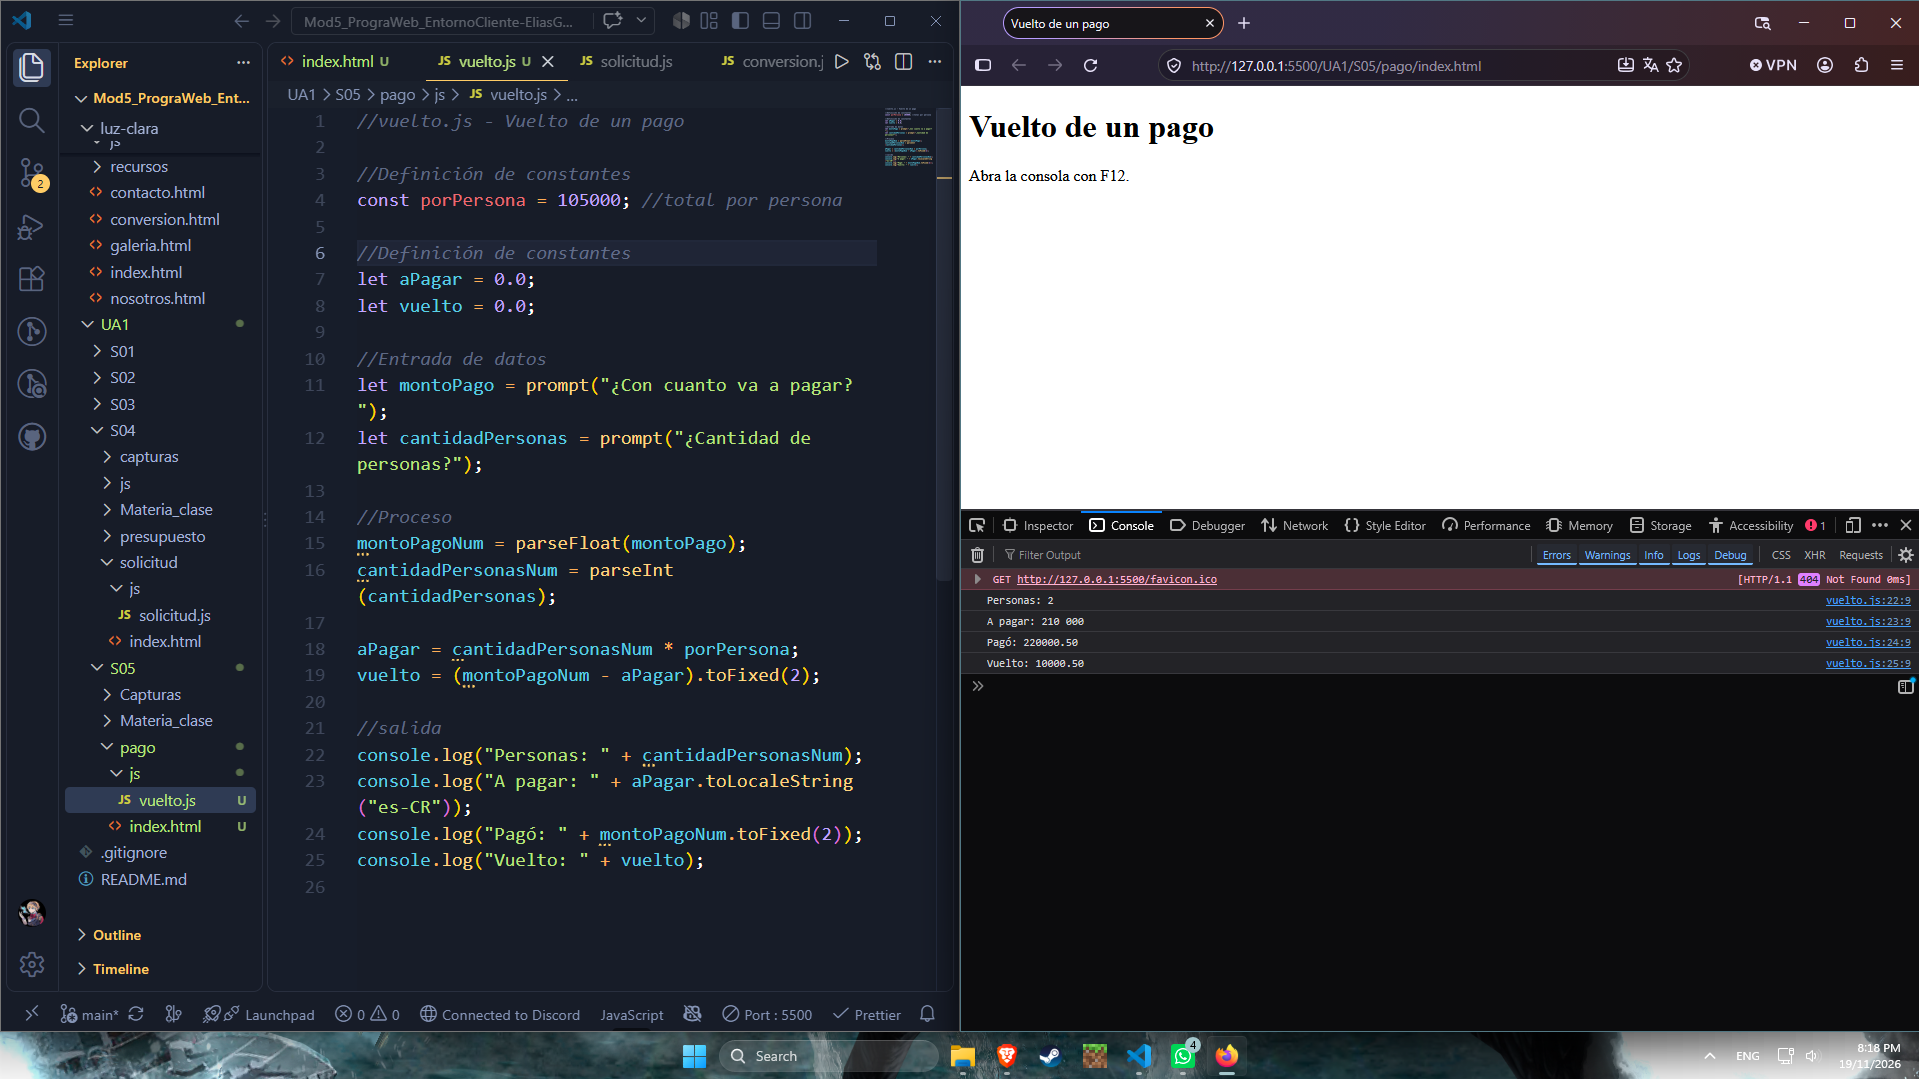 Mod5_PrograWeb_EntornoCliente-EliasG...
Explorer
Mod5_PrograWeb_Ent...
luz-clara
js
recursos
contacto.html
conversion.html
galeria.html
index.html
nosotros.html
UA1
S01
S02
S03
S04
capturas
js
Materia_clase
presupuesto
solicitud
js
JS solicitud.js
index.html
S05
Capturas
Materia_clase
pago
js
JS vuelto.js U
index.html U
.gitignore
README.md
Outline
Timeline
2
index.html U
JS vuelto.js U
JS solicitud.js
JS conversion.j
UA1 > S05 > pago > js > JS vuelto.js > ...
1 //vuelto.js - Vuelto de un pago
2
3 //Definición de constantes
4 const porPersona = 105000; //total por persona
5
6 //Definición de constantes
7 let aPagar = 0.0;
8 let vuelto = 0.0;
9
10 //Entrada de datos
11 let montoPago = prompt("¿Con cuanto va a pagar?
");
12 let cantidadPersonas = prompt("¿Cantidad de
personas?");
13
14 //Proceso
15 montoPagoNum = parseFloat(montoPago);
16 cantidadPersonasNum = parseInt
(cantidadPersonas);
17
18 aPagar = cantidadPersonasNum * porPersona;
19 vuelto = (montoPagoNum - aPagar).toFixed(2);
20
21 //salida
22 console.log("Personas: " + cantidadPersonasNum);
23 console.log("A pagar: " + aPagar.toLocaleString
("es-CR"));
24 console.log("Pagó: " + montoPagoNum.toFixed(2));
25 console.log("Vuelto: " + vuelto);
26
main* Launchpad 0 0 Connected to Discord JavaScript Port : 5500 Prettier
Vuelto de un pago
http://127.0.0.1:5500/UA1/S05/pago/index.html
VPN
Vuelto de un pago
Abra la consola con F12.
Inspector Console Debugger Network Style Editor Performance Memory Storage Accessibility 1
Filter Output Errors Warnings Info Logs Debug CSS XHR Requests
GET http://127.0.0.1:5500/favicon.ico [HTTP/1.1 404 Not Found 0ms]
Personas: 2 vuelto.js:22:9
A pagar: 210 000 vuelto.js:23:9
Pagó: 220000.50 vuelto.js:24:9
Vuelto: 10000.50 vuelto.js:25:9
Search
4
ENG
8:18 PM
19/11/2026